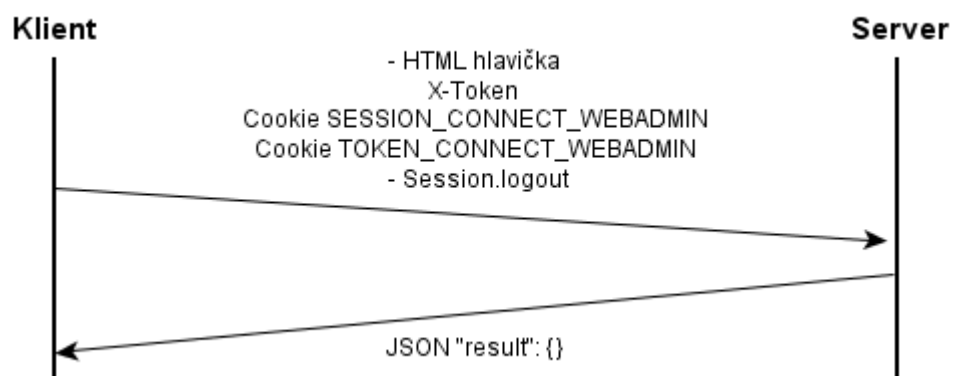 Klient
Server
- HTML hlavička
X-Token
Cookie SESSION_CONNECT_WEBADMIN
Cookie TOKEN_CONNECT_WEBADMIN
- Session.logout
JSON "result": {}